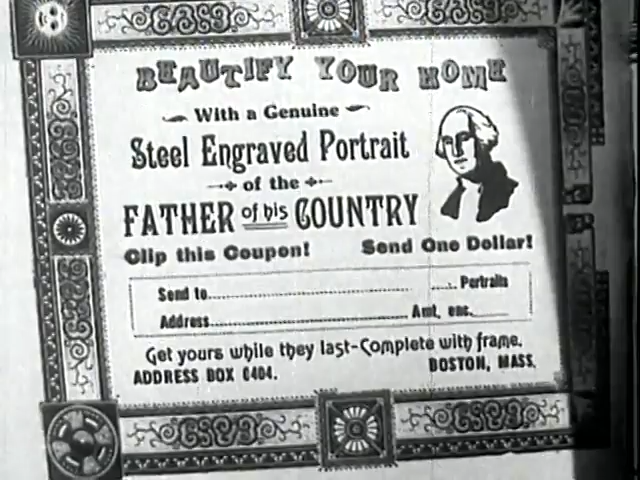 BEAUTIFY YOUR HOME
With a Genuine
Steel Engraved Portrait
of the
FATHER of his COUNTRY
Clip this Coupon! Send One Dollar!
Send to.................................... ...... Portraits
Address.................................... Amt, enc.......
Get yours while they last-Complete with frame.
ADDRESS BOX 6404. BOSTON, MASS.